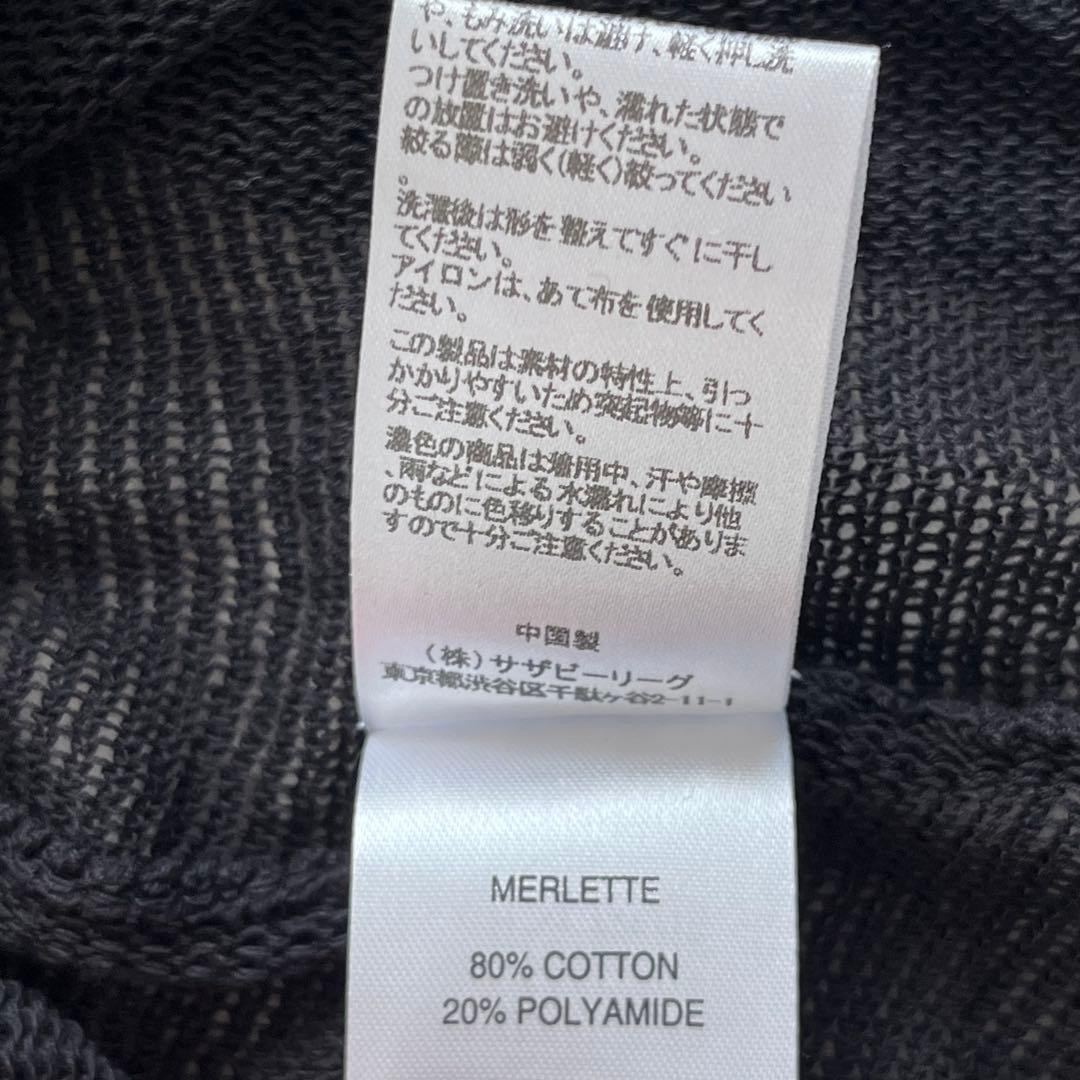 や、もみ洗いは避け、軽く押し洗
いしてください。
つけ置き洗いや、濡れた状態で
の放置はお避けください。
絞る際は弱く(軽く)絞ってください
。
洗濯後は形を整えてすぐに干し
てください。
アイロンは、あて布を使用してく
ださい。
この製品は素材の特性上、引っ
かかりやすいため突起物等に十
分ご注意ください。
濃色の商品は着用中、汗や摩擦
、雨などによる水濡れにより他
のものに色移りすることがありま
すので十分ご注意ください。
中国製
(株)サザビーリーグ
東京都渋谷区千駄ヶ谷2-11-1
MERLETTE
80% COTTON
20% POLYAMIDE